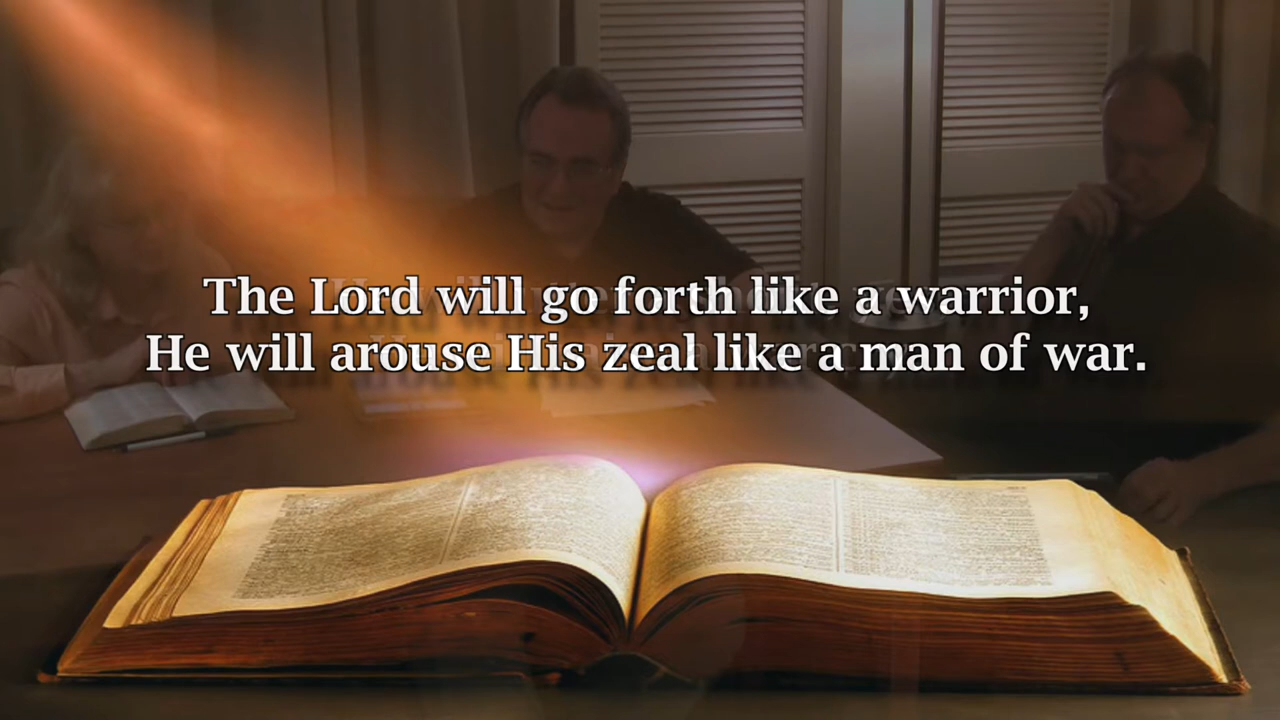 The Lord will go forth like a warrior,
He will arouse His zeal like a man of war.